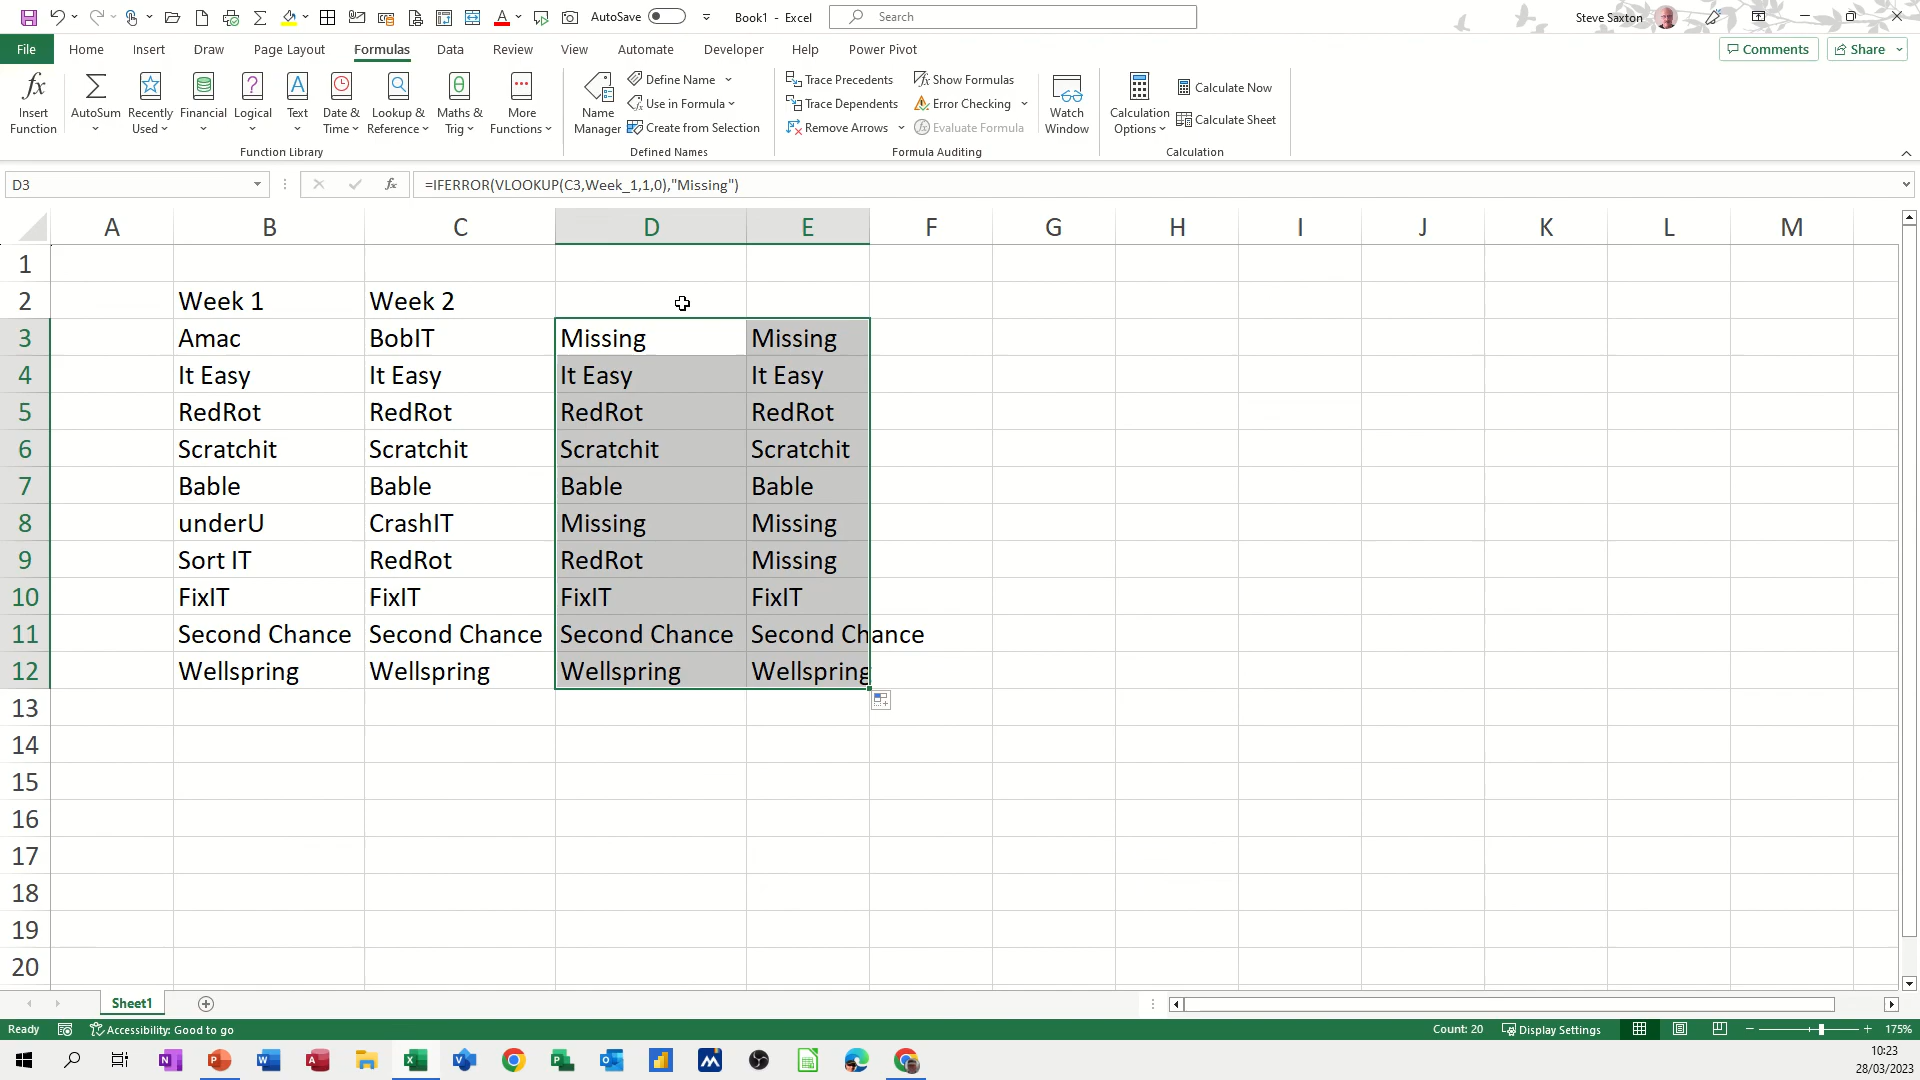 AutoSave
Book1 - Excel
Search
Steve Saxton
File Home Insert Draw Page Layout Formulas Data Review View Automate Developer Help Power Pivot
Comments Share
Insert Function
AutoSum
Recently Used
Financial
Logical
Text
Date & Time
Lookup & Reference
Maths & Trig
More Functions
Function Library
Name Manager
Define Name
Use in Formula
Create from Selection
Defined Names
Trace Precedents
Trace Dependents
Remove Arrows
Show Formulas
Error Checking
Evaluate Formula
Formula Auditing
Watch Window
Calculation Options
Calculate Now
Calculate Sheet
Calculation
D3
=IFERROR(VLOOKUP(C3,Week_1,1,0),"Missing")
A B C D E F G H I J K L M
1
2 Week 1 Week 2
3 Amac BobIT Missing Missing
4 It Easy It Easy It Easy It Easy
5 RedRot RedRot RedRot RedRot
6 Scratchit Scratchit Scratchit Scratchit
7 Bable Bable Bable Bable
8 underU CrashIT Missing Missing
9 Sort IT RedRot RedRot Missing
10 FixIT FixIT FixIT FixIT
11 Second Chance Second Chance Second Chance Second Chance
12 Wellspring Wellspring Wellspring Wellspring
13
14
15
16
17
18
19
20
Sheet1
Ready
Accessibility: Good to go
Count: 20
Display Settings
175%
10:23
28/03/2023